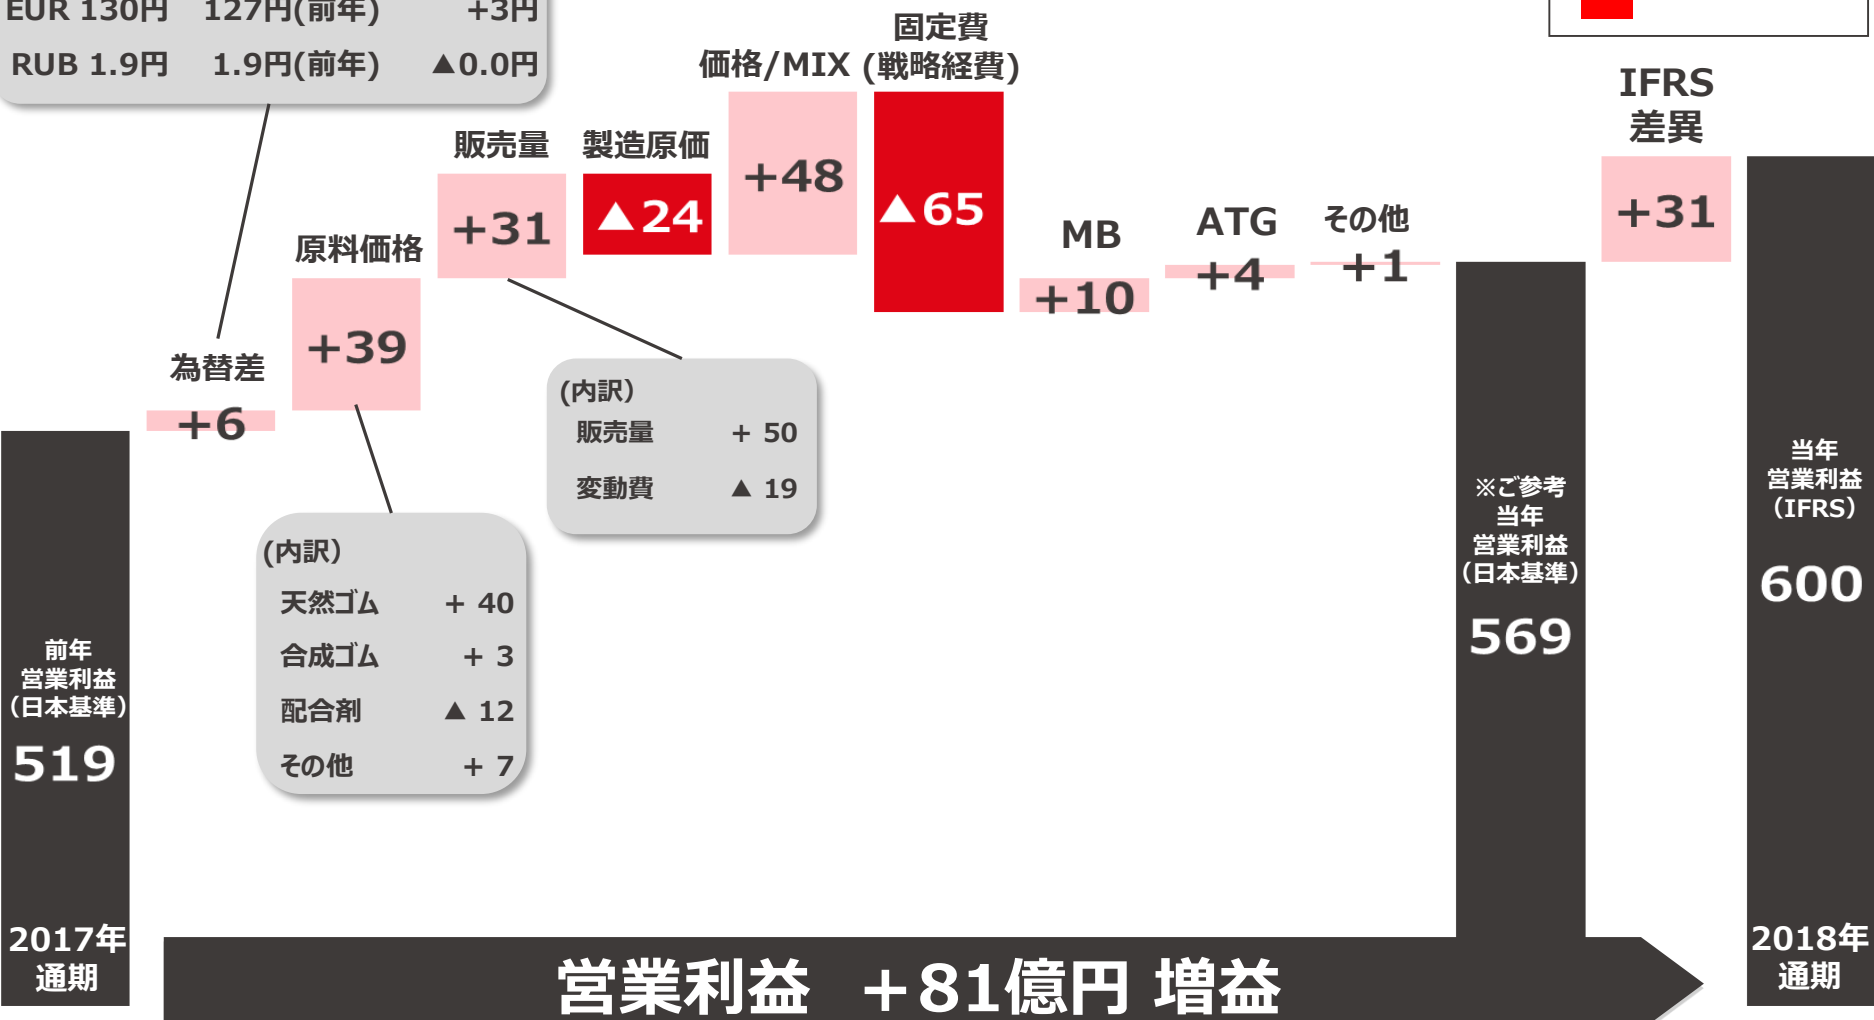 EUR 130円 127円(前年) +3円
RUB 1.9円 1.9円(前年) ▲0.0円
為替差
+6
原料価格
+39
販売量
+31
製造原価
▲24
価格/MIX
+48
固定費
(戦略経費)
▲65
MB
+10
ATG
+4
その他
+1
IFRS
差異
+31
(内訳）
販売量 + 50
変動費 ▲ 19
(内訳）
天然ゴム + 40
合成ゴム + 3
配合剤 ▲ 12
その他 + 7
前年
営業利益
（日本基準）
519
2017年
通期
※ご参考
当年
営業利益
（日本基準）
569
当年
営業利益
（IFRS）
600
2018年
通期
営業利益 ＋81億円 増益